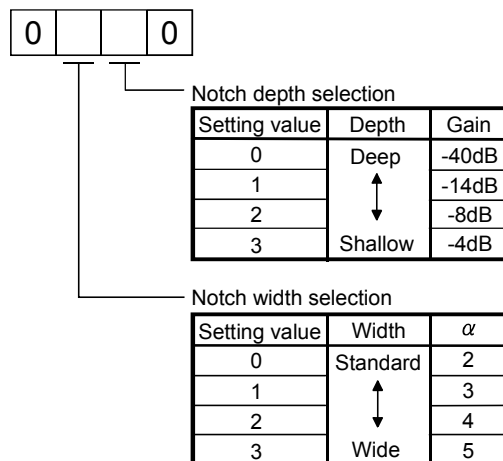 0 0
Notch depth selection
Setting value Depth Gain
0 Deep -40dB
1 -14dB
2 -8dB
3 Shallow -4dB
Notch width selection
Setting value Width α
0 Standard 2
1 3
2 4
3 Wide 5